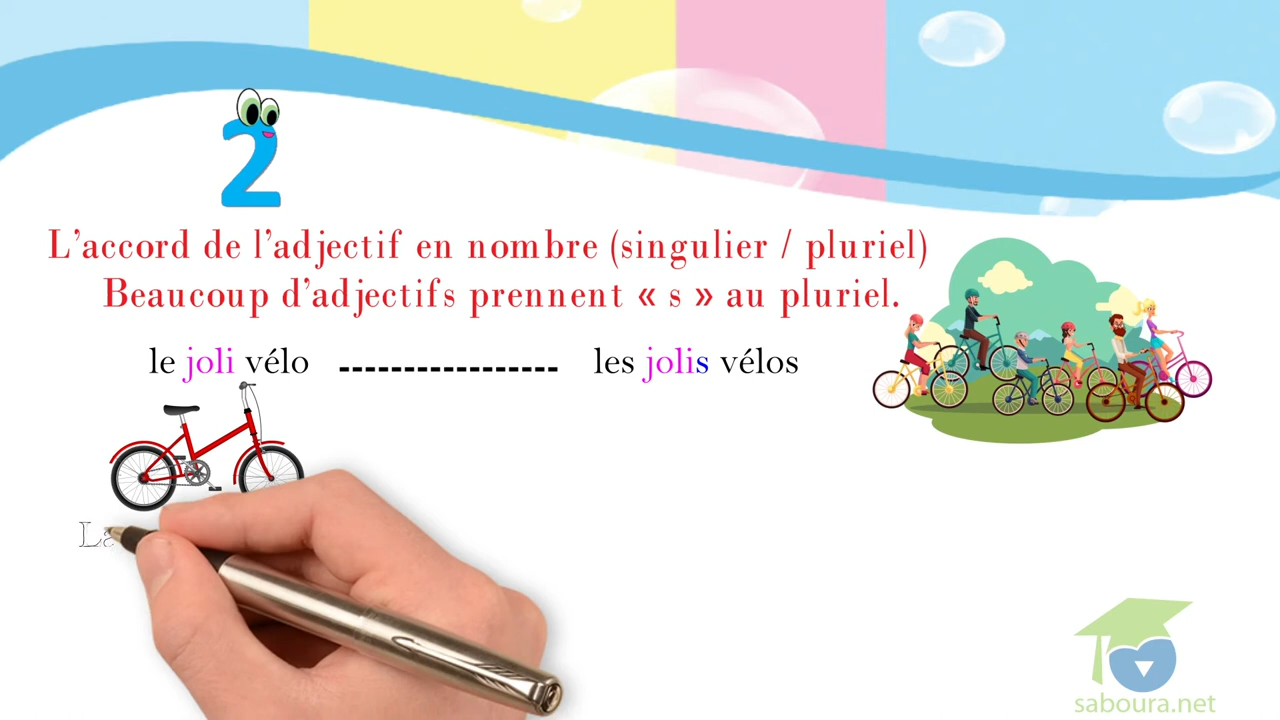 2
L'accord de l'adjectif en nombre (singulier / pluriel)
Beaucoup d'adjectifs prennent « s » au pluriel.
le joli vélo ----------------- les jolis vélos
La
saboura.net